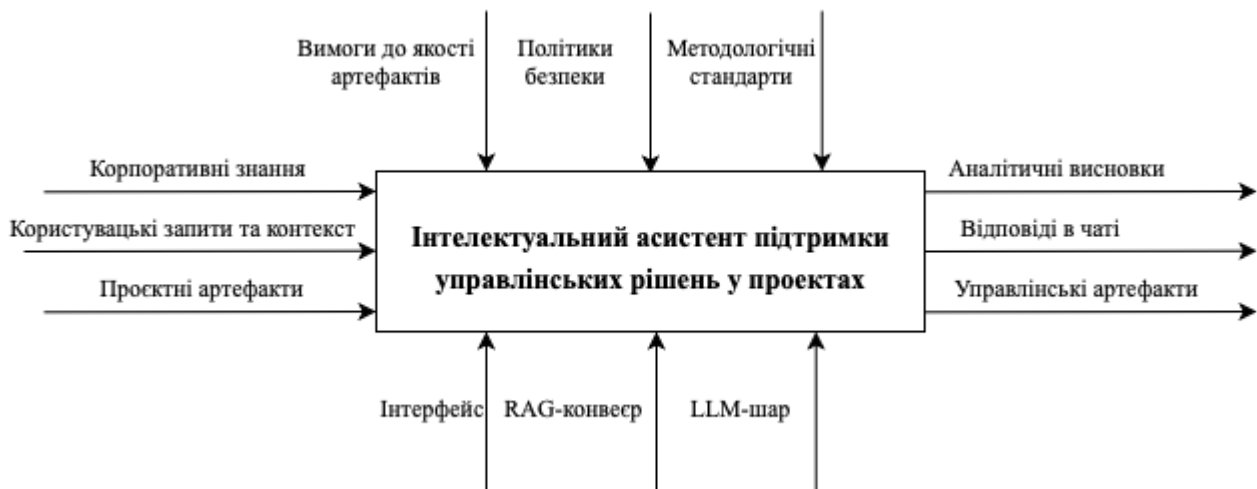 Вимоги до якості
артефактів
Політики
безпеки
Методологічні
стандарти
Корпоративні знання
Користувацькі запити та контекст
Проєктні артефакти
Інтелектуальний асистент підтримки
управлінських рішень у проектах
Аналітичні висновки
Відповіді в чаті
Управлінські артефакти
Інтерфейс
RAG-конвеєр
LLM-шар